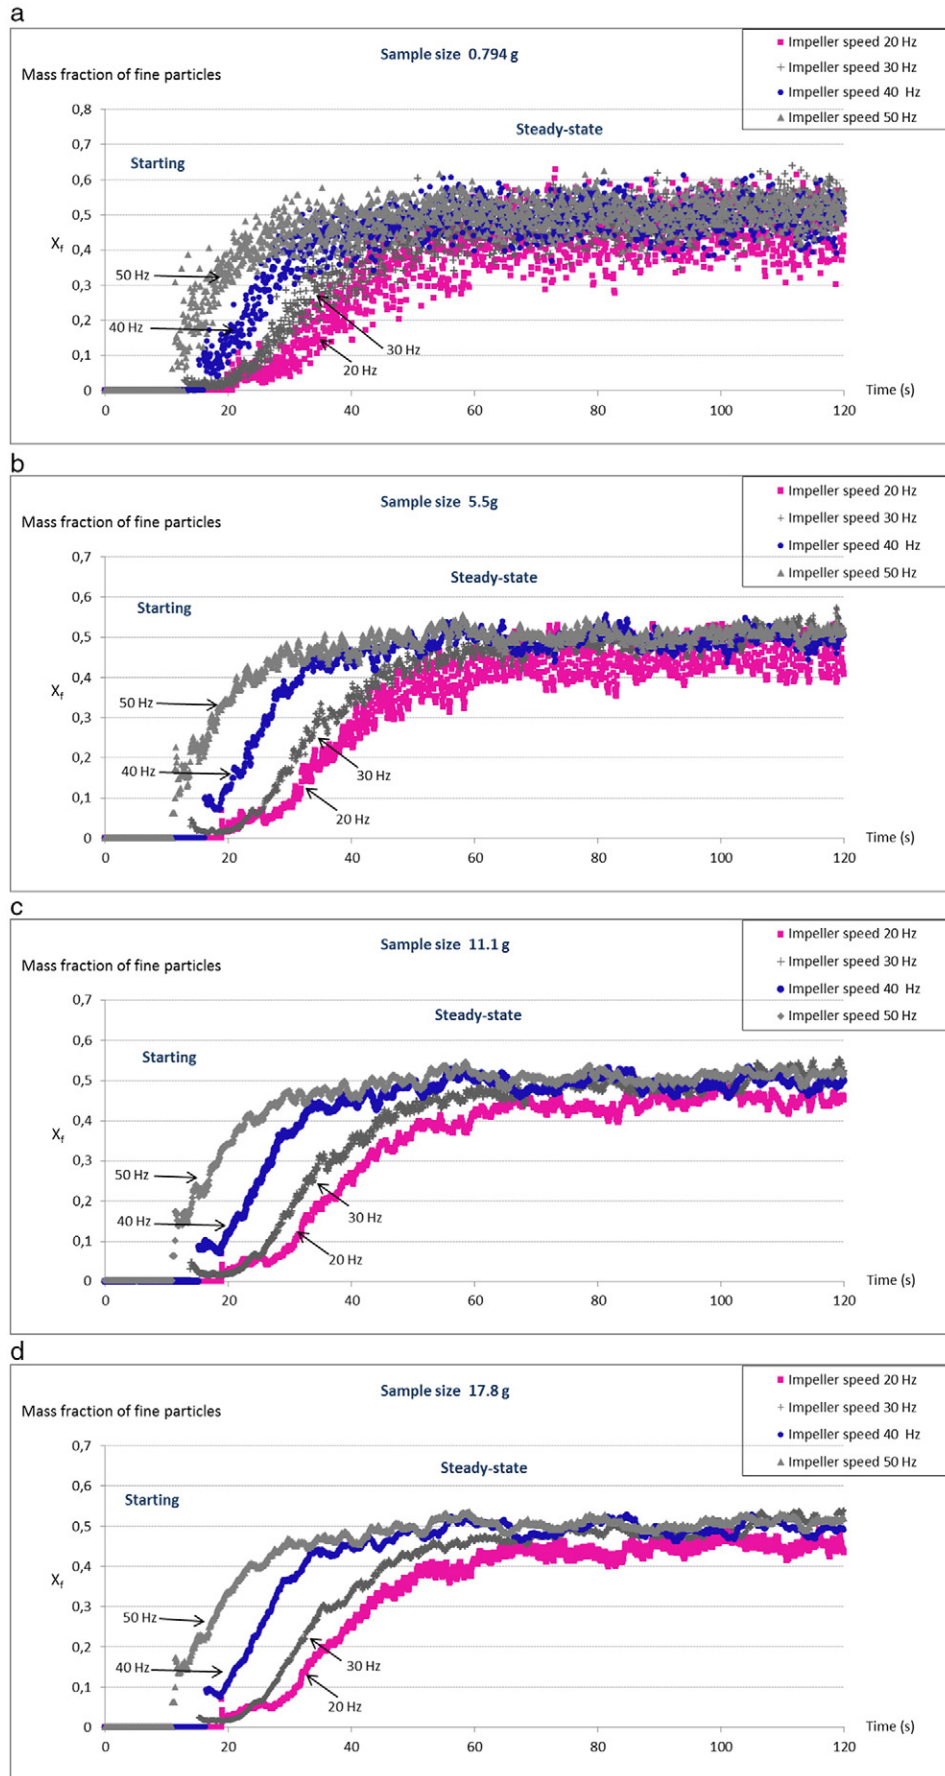 a
Sample size 0.794 g
Impeller speed 20 Hz
Impeller speed 30 Hz
Impeller speed 40 Hz
Impeller speed 50 Hz
Mass fraction of fine particles
0,8
0,7
0,6
0,5
0,4
0,3
0,2
0,1
0
Xf
Starting
Steady-state
50 Hz
40 Hz
30 Hz
20 Hz
0 20 40 60 80 100 120
Time (s)
b
Sample size 5.5g
Impeller speed 20 Hz
Impeller speed 30 Hz
Impeller speed 40 Hz
Impeller speed 50 Hz
Mass fraction of fine particles
0,7
0,6
0,5
0,4
0,3
0,2
0,1
0
Xf
Starting
Steady-state
50 Hz
40 Hz
30 Hz
20 Hz
0 20 40 60 80 100 120
Time (s)
c
Sample size 11.1 g
Impeller speed 20 Hz
Impeller speed 30 Hz
Impeller speed 40 Hz
Impeller speed 50 Hz
Mass fraction of fine particles
0,7
0,6
0,5
0,4
0,3
0,2
0,1
0
Xf
Starting
Steady-state
50 Hz
40 Hz
30 Hz
20 Hz
0 20 40 60 80 100 120
Time (s)
d
Sample size 17.8 g
Impeller speed 20 Hz
Impeller speed 30 Hz
Impeller speed 40 Hz
Impeller speed 50 Hz
Mass fraction of fine particles
0,7
0,6
0,5
0,4
0,3
0,2
0,1
0
Xf
Starting
Steady-state
50 Hz
40 Hz
30 Hz
20 Hz
0 20 40 60 80 100 120
Time (s)